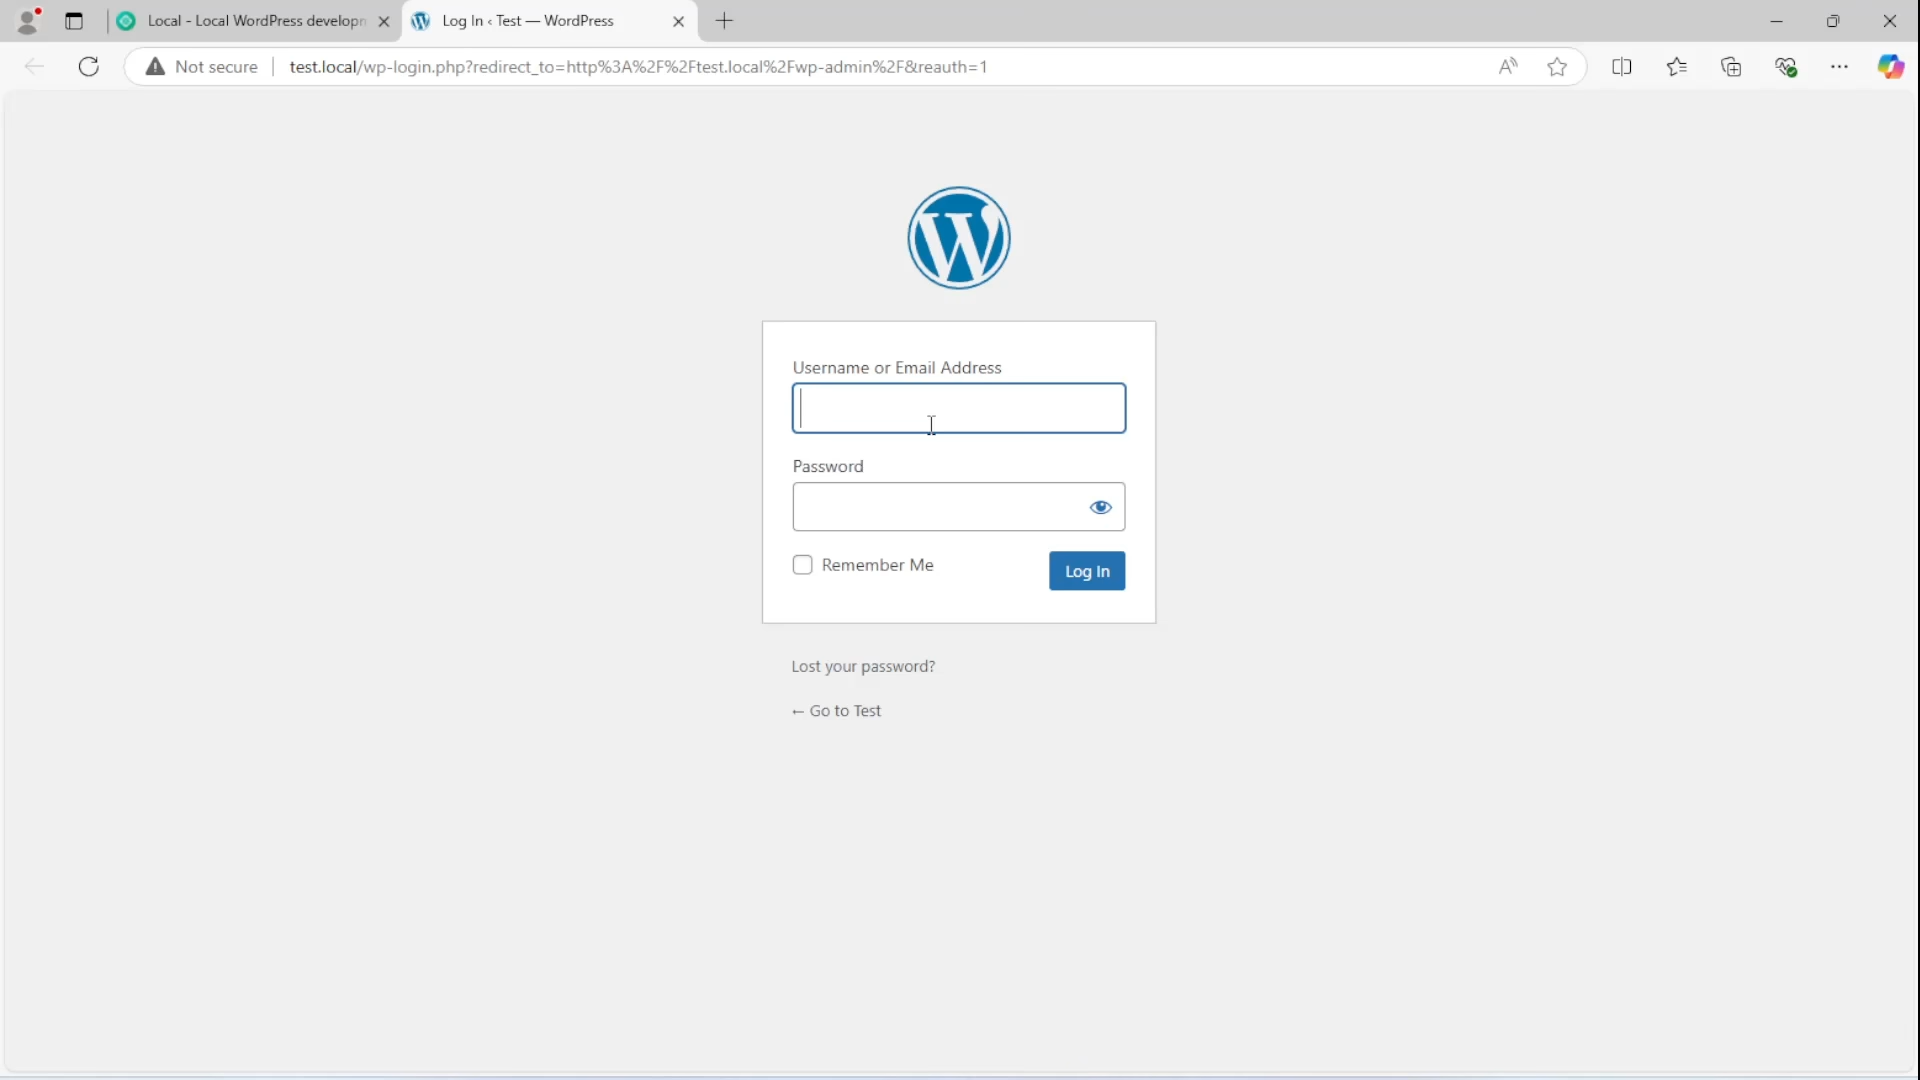 Local - Local WordPress developm
Log In ‹ Test — WordPress
Not secure
test.local/wp-login.php?redirect_to=http%3A%2F%2Ftest.local%2Fwp-admin%2F&reauth=1
Username or Email Address
Password
Remember Me
Log In
Lost your password?
← Go to Test